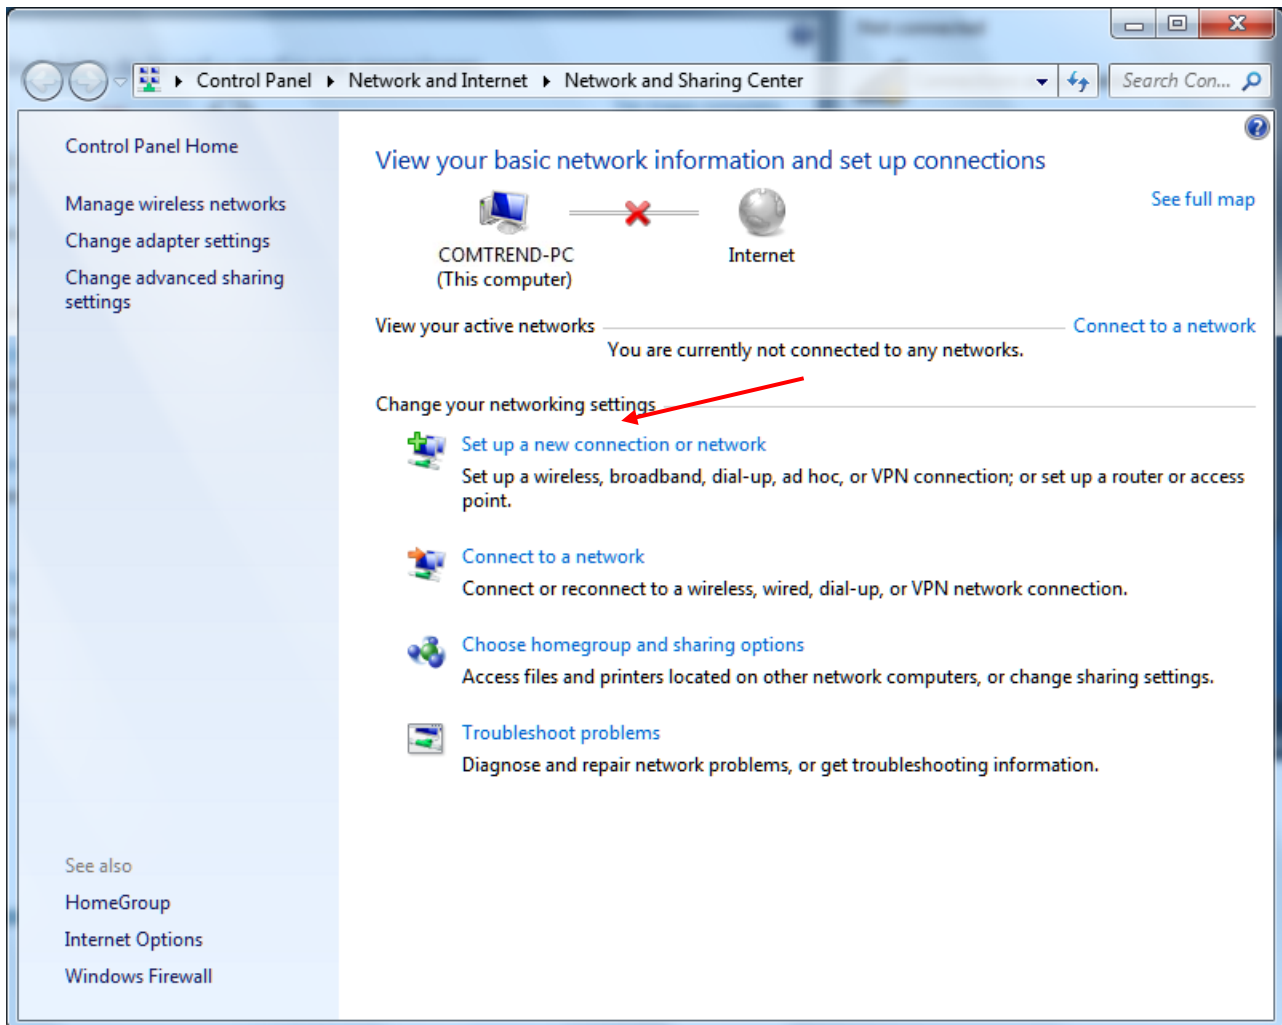 Not connected
Control Panel Network and Internet Network and Sharing Center
Search Con...
Control Panel Home
Manage wireless networks
Change adapter settings
Change advanced sharing
settings
View your basic network information and set up connections
See full map
COMTREND-PC
(This computer)
Internet
View your active networks
Connect to a network
You are currently not connected to any networks.
Change your networking settings
Set up a new connection or network
Set up a wireless, broadband, dial-up, ad hoc, or VPN connection; or set up a router or access
point.
Connect to a network
Connect or reconnect to a wireless, wired, dial-up, or VPN network connection.
Choose homegroup and sharing options
Access files and printers located on other network computers, or change sharing settings.
Troubleshoot problems
Diagnose and repair network problems, or get troubleshooting information.
See also
HomeGroup
Internet Options
Windows Firewall